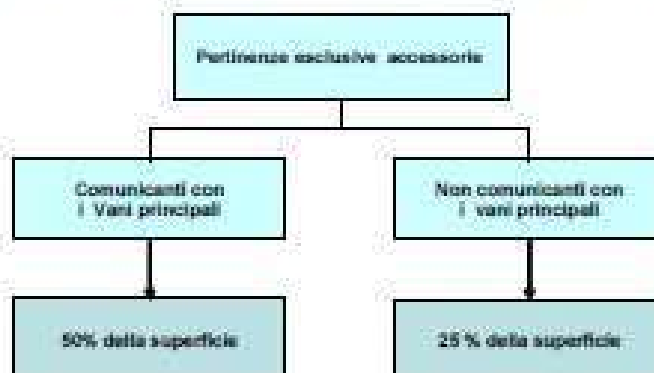 Pertinenze esclusive accessorie
Comunicanti con
i Vani principali
Non comunicanti con
i vani principali
50% della superficie
25 % della superficie